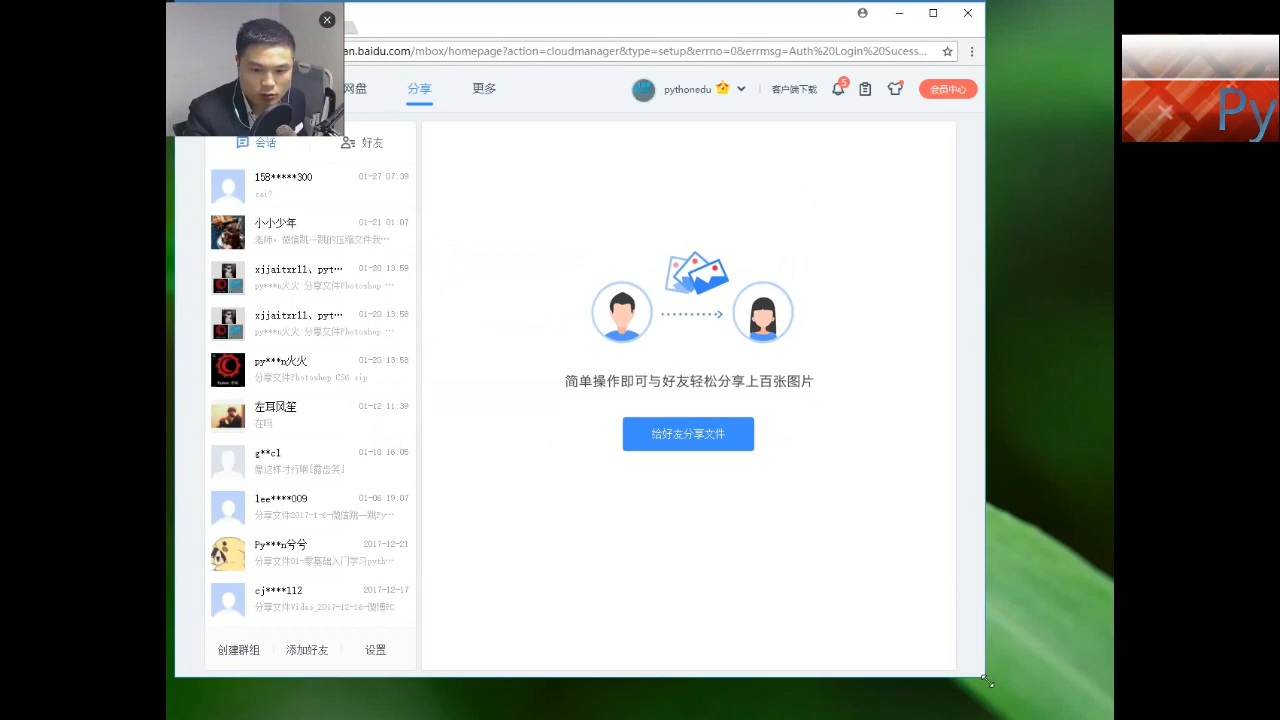 an.baidu.com/mbox/homepage?action=cloudmanager&type=setup&errno=0&errmsg=Auth%20Login%20Sucess...
网盘
分享
更多
pythonedu
客户端下载
5
会员中心
Py
会话
好友
158*****300
01-27 07:39
zai?
小小少年
01-21 01:07
老师，微信跳一跳的压缩文件我…
xjjaitxr11、pyt…
01-20 13:59
py***n火火:分享文件Photoshop …
xjjaitxr11、pyt…
01-20 13:59
py***n火火:分享文件Photoshop …
py***n火火
01-20 13:58
分享文件Photoshop CS6.zip
左耳风笙
01-12 11:39
在吗
g**cl
01-10 16:05
像这样才行啊[露齿笑]
lee****009
01-06 19:07
分享文件2017-1-6-微信跳一跳Py…
Py***n兮兮
2017-12-21
分享文件01-零基础入门学习pyth…
cj****112
2017-12-17
分享文件Video_2017-12-16-微博PC
简单操作即可与好友轻松分享上百张图片
给好友分享文件
创建群组
添加好友
设置